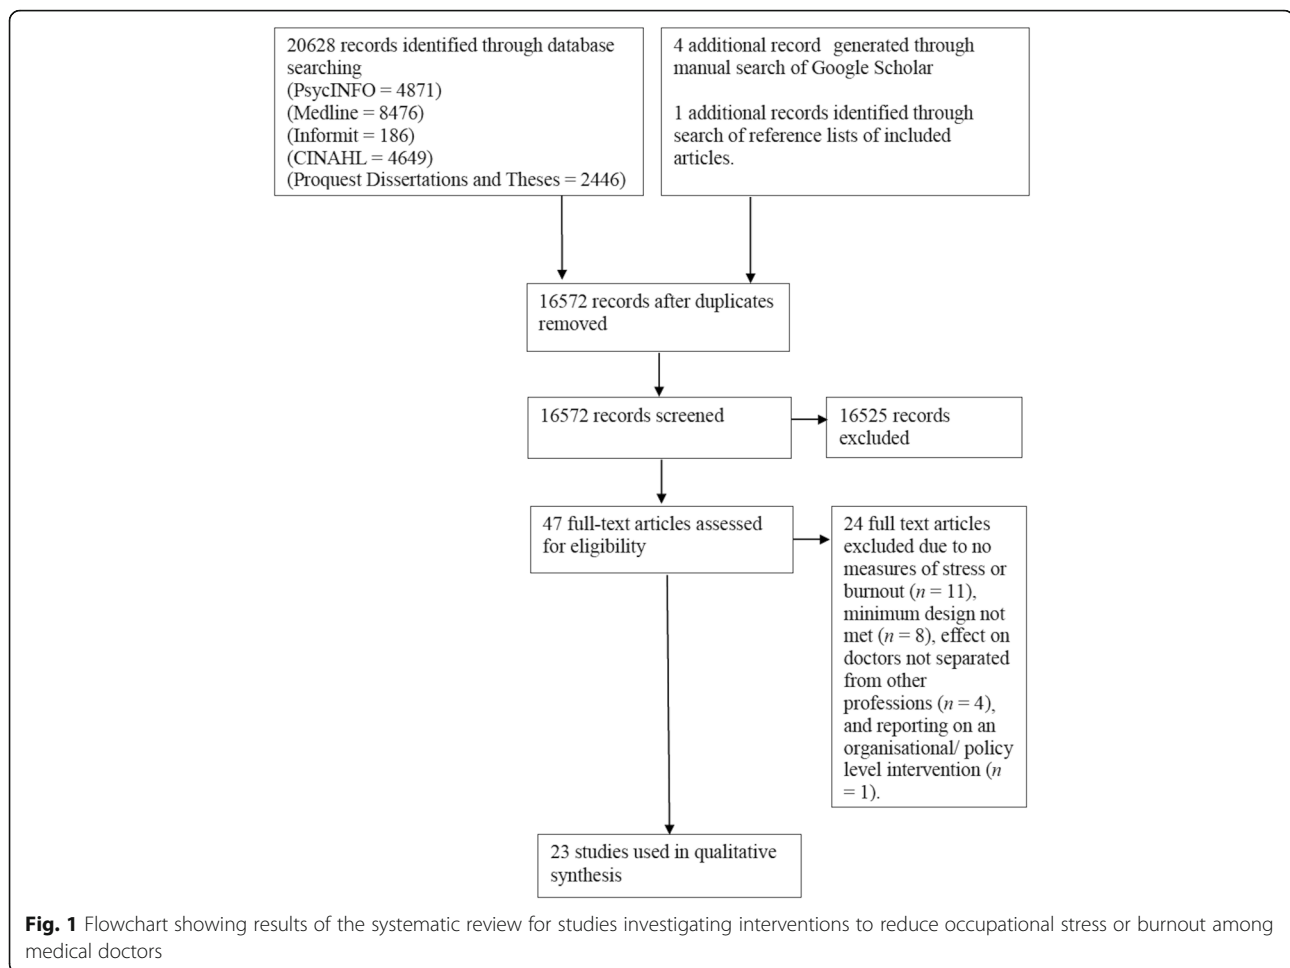 20628 records identified through database
searching
(PsycINFO = 4871)
(Medline = 8476)
(Informit = 186)
(CINAHL = 4649)
(Proquest Dissertations and Theses = 2446)
4 additional record generated through
manual search of Google Scholar
1 additional records identified through
search of reference lists of included
articles.
16572 records after duplicates
removed
16572 records screened
16525 records
excluded
47 full-text articles assessed
for eligibility
24 full text articles
excluded due to no
measures of stress or
burnout (n = 11),
minimum design not
met (n = 8), effect on
doctors not separated
from other
professions (n = 4),
and reporting on an
organisational/ policy
level intervention (n
= 1).
23 studies used in qualitative
synthesis
Fig. 1 Flowchart showing results of the systematic review for studies investigating interventions to reduce occupational stress or burnout among
medical doctors